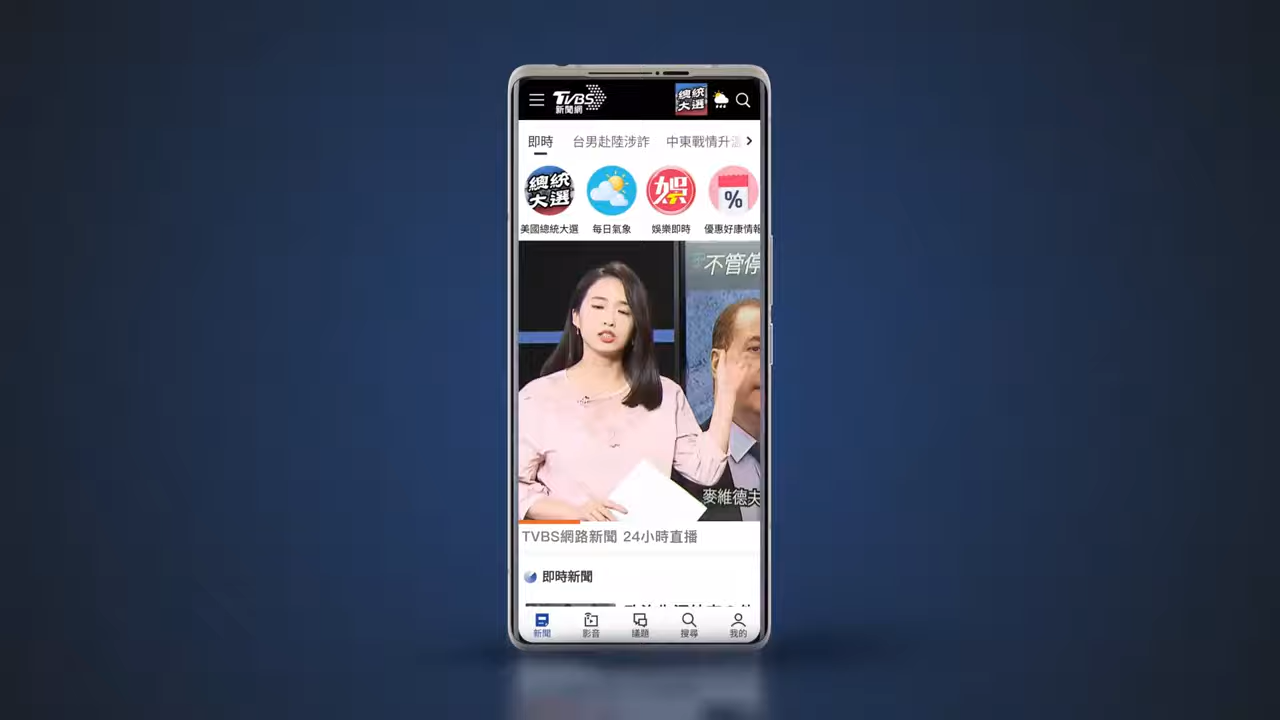 TVBS
新聞網
總統
大選
即時 台男赴陸涉詐 中東戰情升溫
總統
大選
娛
%
美國總統大選 每日氣象 娛樂即時 優惠好康情報
不管停
麥維德夫
TVBS網路新聞 24小時直播
即時新聞
新聞 影音 議題 搜尋 我的